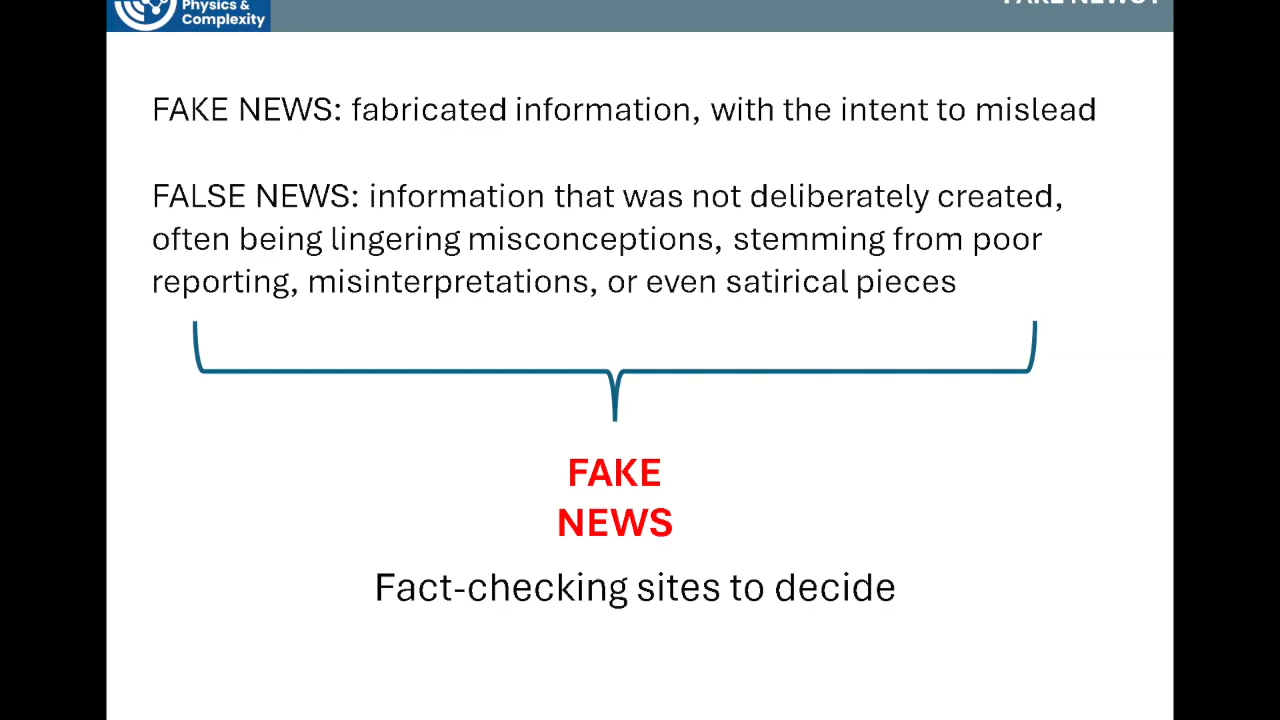 Physics &
Complexity
FAKE NEWS?
FAKE NEWS: fabricated information, with the intent to mislead
FALSE NEWS: information that was not deliberately created,
often being lingering misconceptions, stemming from poor
reporting, misinterpretations, or even satirical pieces
FAKE
NEWS
Fact-checking sites to decide